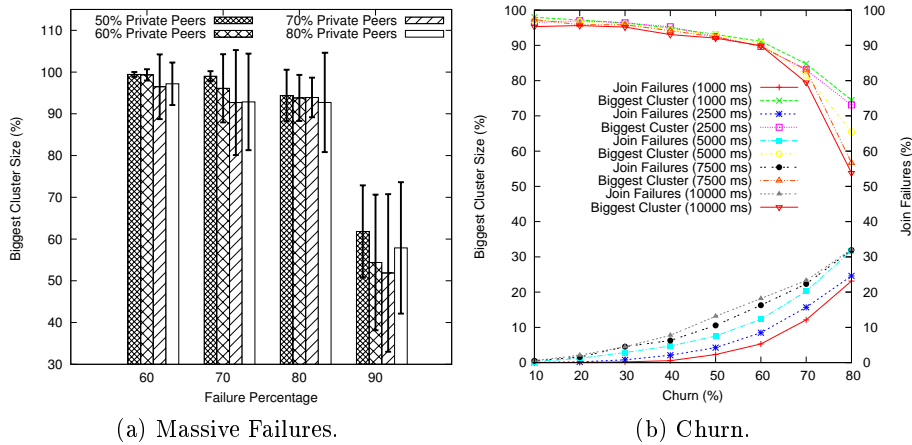 50% Private Peers
60% Private Peers
70% Private Peers
80% Private Peers
Biggest Cluster Size (%)
115
110
100
90
80
70
60
50
40
30
60
70
80
90
Failure Percentage
(a) Massive Failures.
Biggest Cluster Size (%)
100
90
80
70
60
50
40
30
20
10
0
Join Failures (1000 ms)
Biggest Cluster (1000 ms)
Join Failures (2500 ms)
Biggest Cluster (2500 ms)
Join Failures (5000 ms)
Biggest Cluster (5000 ms)
Join Failures (7500 ms)
Biggest Cluster (7500 ms)
Join Failures (10000 ms)
Biggest Cluster (10000 ms)
100
90
80
70
60
50
40
30
20
10
0
Join Failures (%)
10
20
30
40
50
60
70
80
Churn (%)
(b) Churn.